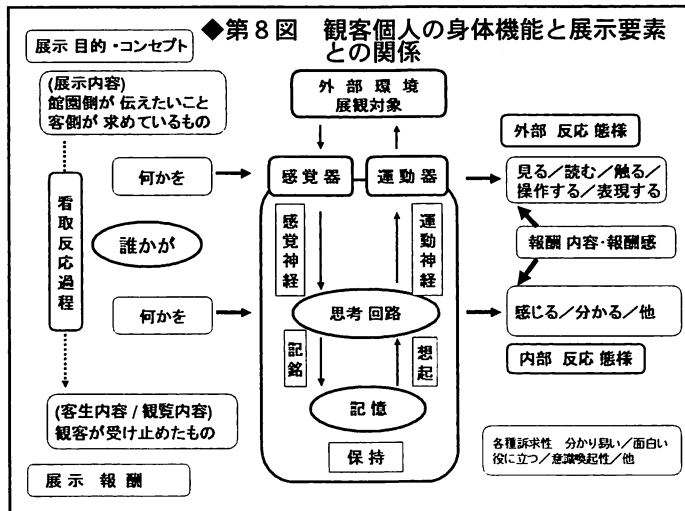 ◆第８図　観客個人の身体機能と展示要素
との関係
展示 目的・コンセプト
(展示内容)
館園側が 伝えたいこと
客側が 求めているもの
外 部 環 境
展観対象
外部 反応 態様
何かを
感 覚 器
運 動 器
見る／読む／触る／
操作する／表現する
看取反応過程
誰かが
感覚神経
運動神経
報酬 内容・報酬感
何かを
思考 回路
感じる／分かる／他
内部 反応 態様
記銘
想起
記 憶
(客生内容 / 観覧内容)
観客が受け止めたもの
保 持
各種訴求性　分かり易い／面白い
役に立つ／意識喚起性／他
展 示 報 酬